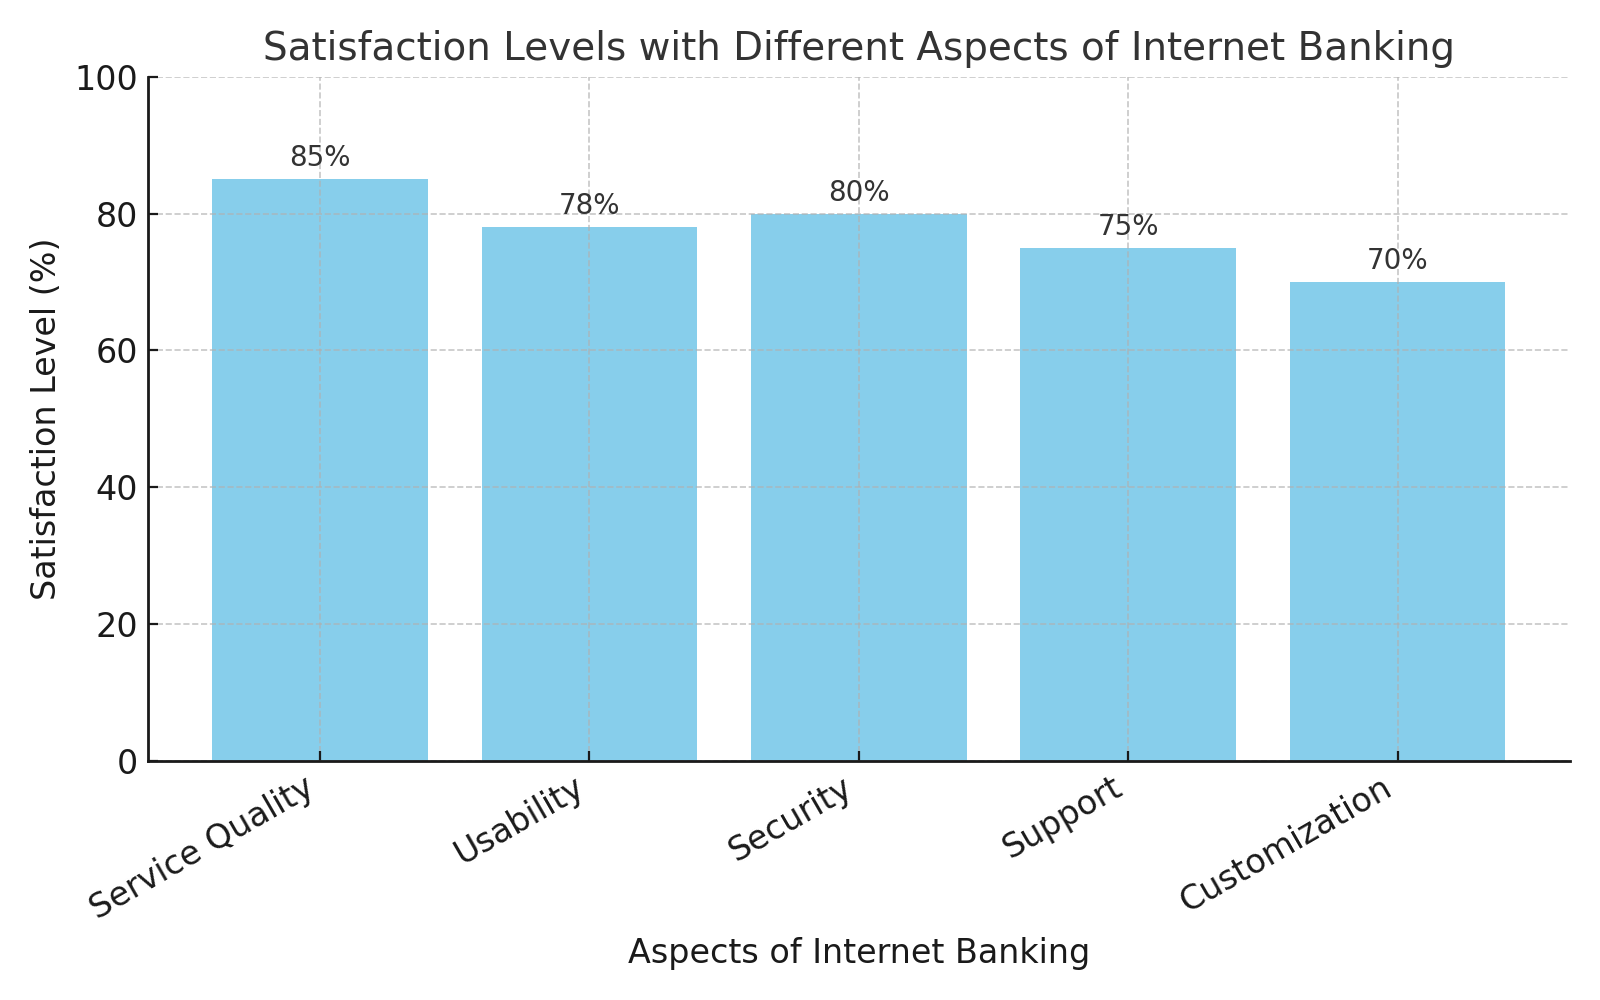 Satisfaction Levels with Different Aspects of Internet Banking
Satisfaction Level (%)
100
80
60
40
20
0
85%
78%
80%
75%
70%
Service Quality
Usability
Security
Support
Customization
Aspects of Internet Banking